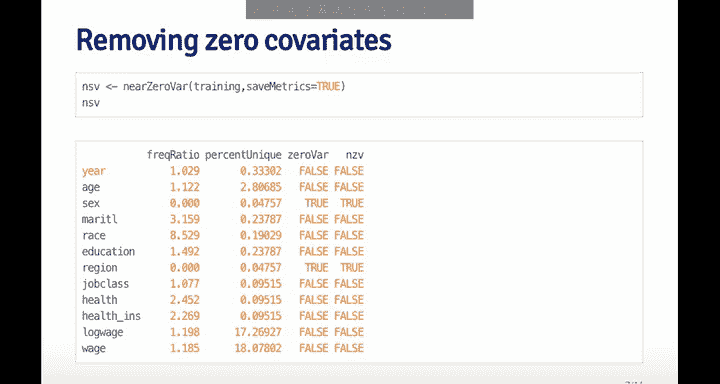 Removing zero covariates
nsv <- nearZeroVar(training,saveMetrics=TRUE)
nsv
freqRatio percentUnique zeroVar nzv
year 1.029 0.33302 FALSE FALSE
age 1.122 2.80685 FALSE FALSE
sex 0.000 0.04757 TRUE TRUE
maritl 3.159 0.23787 FALSE FALSE
race 8.529 0.19029 FALSE FALSE
education 1.492 0.23787 FALSE FALSE
region 0.000 0.04757 TRUE TRUE
jobclass 1.077 0.09515 FALSE FALSE
health 2.452 0.09515 FALSE FALSE
health_ins 2.269 0.09515 FALSE FALSE
logwage 1.198 17.26927 FALSE FALSE
wage 1.185 18.07802 FALSE FALSE